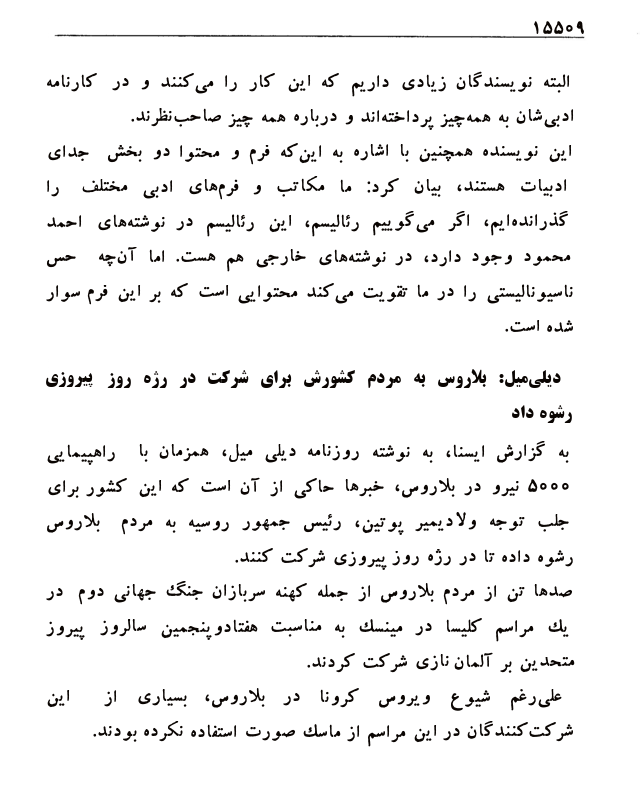 ۱۵۵۰۹
البته نویسندگان زیادی داریم که این کار را می‌کنند و در کارنامه
ادبی‌شان به همه‌چیز پرداخته‌اند و درباره همه چیز صاحب‌نظرند.
این نویسنده همچنین با اشاره به این‌که فرم و محتوا دو بخش جدای
ادبیات هستند، بیان کرد: ما مکاتب و فرم‌های ادبی مختلف را
گذرانده‌ایم، اگر می‌گوییم رئالیسم، این رئالیسم در نوشته‌های احمد
محمود وجود دارد، در نوشته‌های خارجی هم هست. اما آن‌چه حس
ناسیونالیستی را در ما تقویت می‌کند محتوایی است که بر این فرم سوار
شده است.
دیلی‌میل: بلاروس به مردم کشورش برای شرکت در رژه روز پیروزی
رشوه داد
به گزارش ایسنا، به نوشته روزنامه دیلی میل، همزمان با راهپیمایی
۵۰۰۰ نیرو در بلاروس، خبرها حاکی از آن است که این کشور برای
جلب توجه ولادیمیر پوتین، رئیس جمهور روسیه به مردم بلاروس
رشوه داده تا در رژه روز پیروزی شرکت کنند.
صدها تن از مردم بلاروس از جمله کهنه سربازان جنگ جهانی دوم در
یك مراسم کلیسا در مینسك به مناسبت هفتادوپنجمین سالروز پیروز
متحدین بر آلمان نازی شرکت کردند.
علی‌رغم شیوع ویروس کرونا در بلاروس، بسیاری از این
شرکت‌کنندگان در این مراسم از ماسك صورت استفاده نکرده بودند.